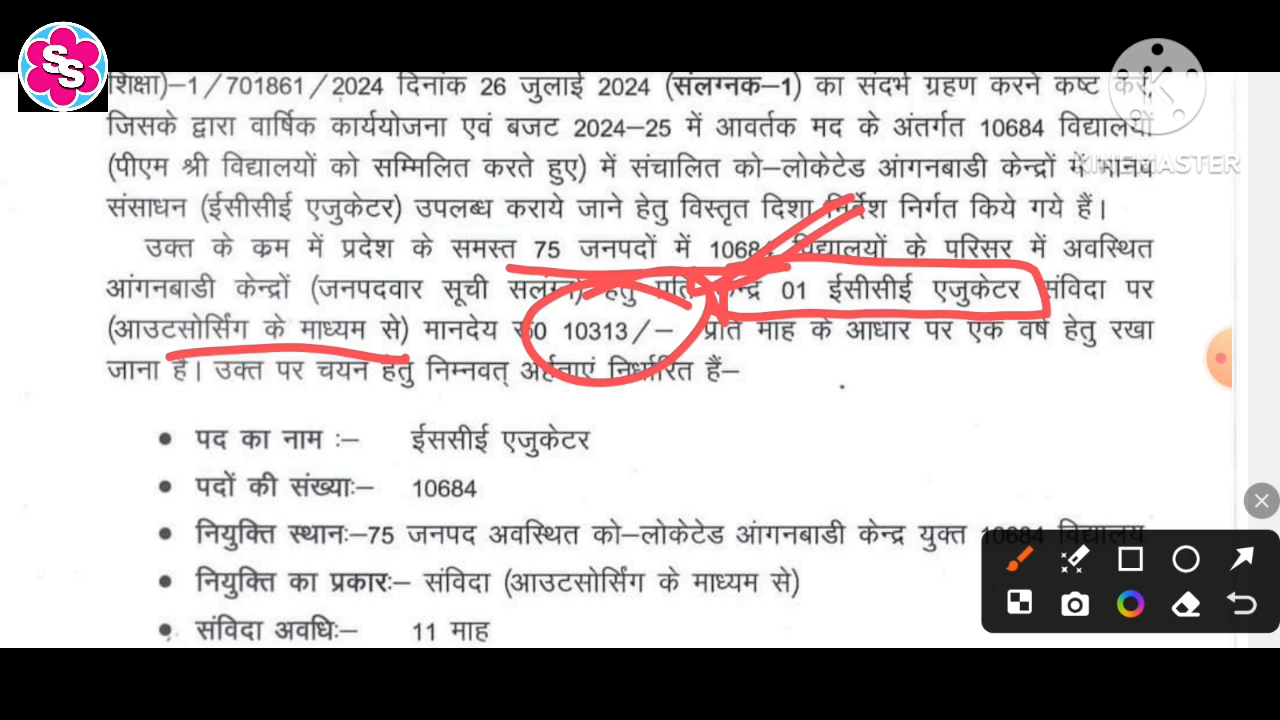 SS
शिक्षा)–1/701861/2024 दिनांक 26 जुलाई 2024 (संलग्नक–1) का संदर्भ ग्रहण करने कष्ट करें,
जिसके द्वारा वार्षिक कार्ययोजना एवं बजट 2024–25 में आवर्तक मद के अंतर्गत 10684 विद्यालयों
KINEMASTER
(पीएम श्री विद्यालयों को सम्मिलित करते हुए) में संचालित को–लोकेटेड आंगनबाडी केन्द्रों में मानव
संसाधन (ईसीसीई एजुकेटर) उपलब्ध कराये जाने हेतु विस्तृत दिशा निर्देश निर्गत किये गये हैं।
उक्त के कम में प्रदेश के समस्त 75 जनपदों में 10684 विद्यालयों के परिसर में अवस्थित
आंगनबाडी केन्द्रों (जनपदवार सूची सलंग्न) हेतु प्रति केन्द्र 01 ईसीसीई एजुकेटर संविदा पर
(आउटसोर्सिंग के माध्यम से) मानदेय रू0 10313/– प्रति माह के आधार पर एक वर्ष हेतु रखा
जाना है। उक्त पर चयन हेतु निम्नवत् अर्हताएं निर्धारित हैं–
• पद का नाम :– ईससीई एजुकेटर
• पदों की संख्याः– 10684
• नियुक्ति स्थानः–75 जनपद अवस्थित को–लोकेटेड आंगनबाडी केन्द्र युक्त 10684 विद्यालय
• नियुक्ति का प्रकारः– संविदा (आउटसोर्सिंग के माध्यम से)
• संविदा अवधिः– 11 माह